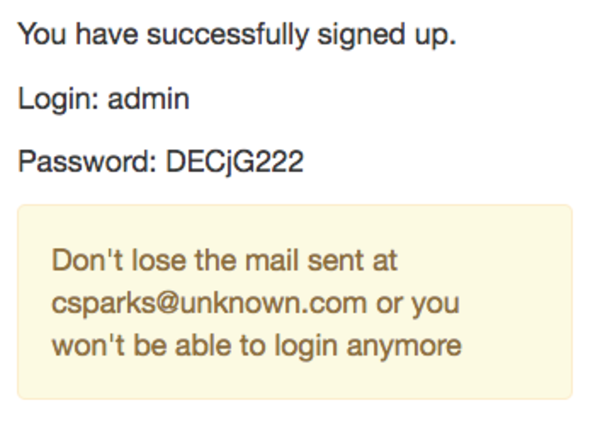 You have successfully signed up.
Login: admin
Password: DECjG222
Don't lose the mail sent at
csparks@unknown.com or you
won't be able to login anymore